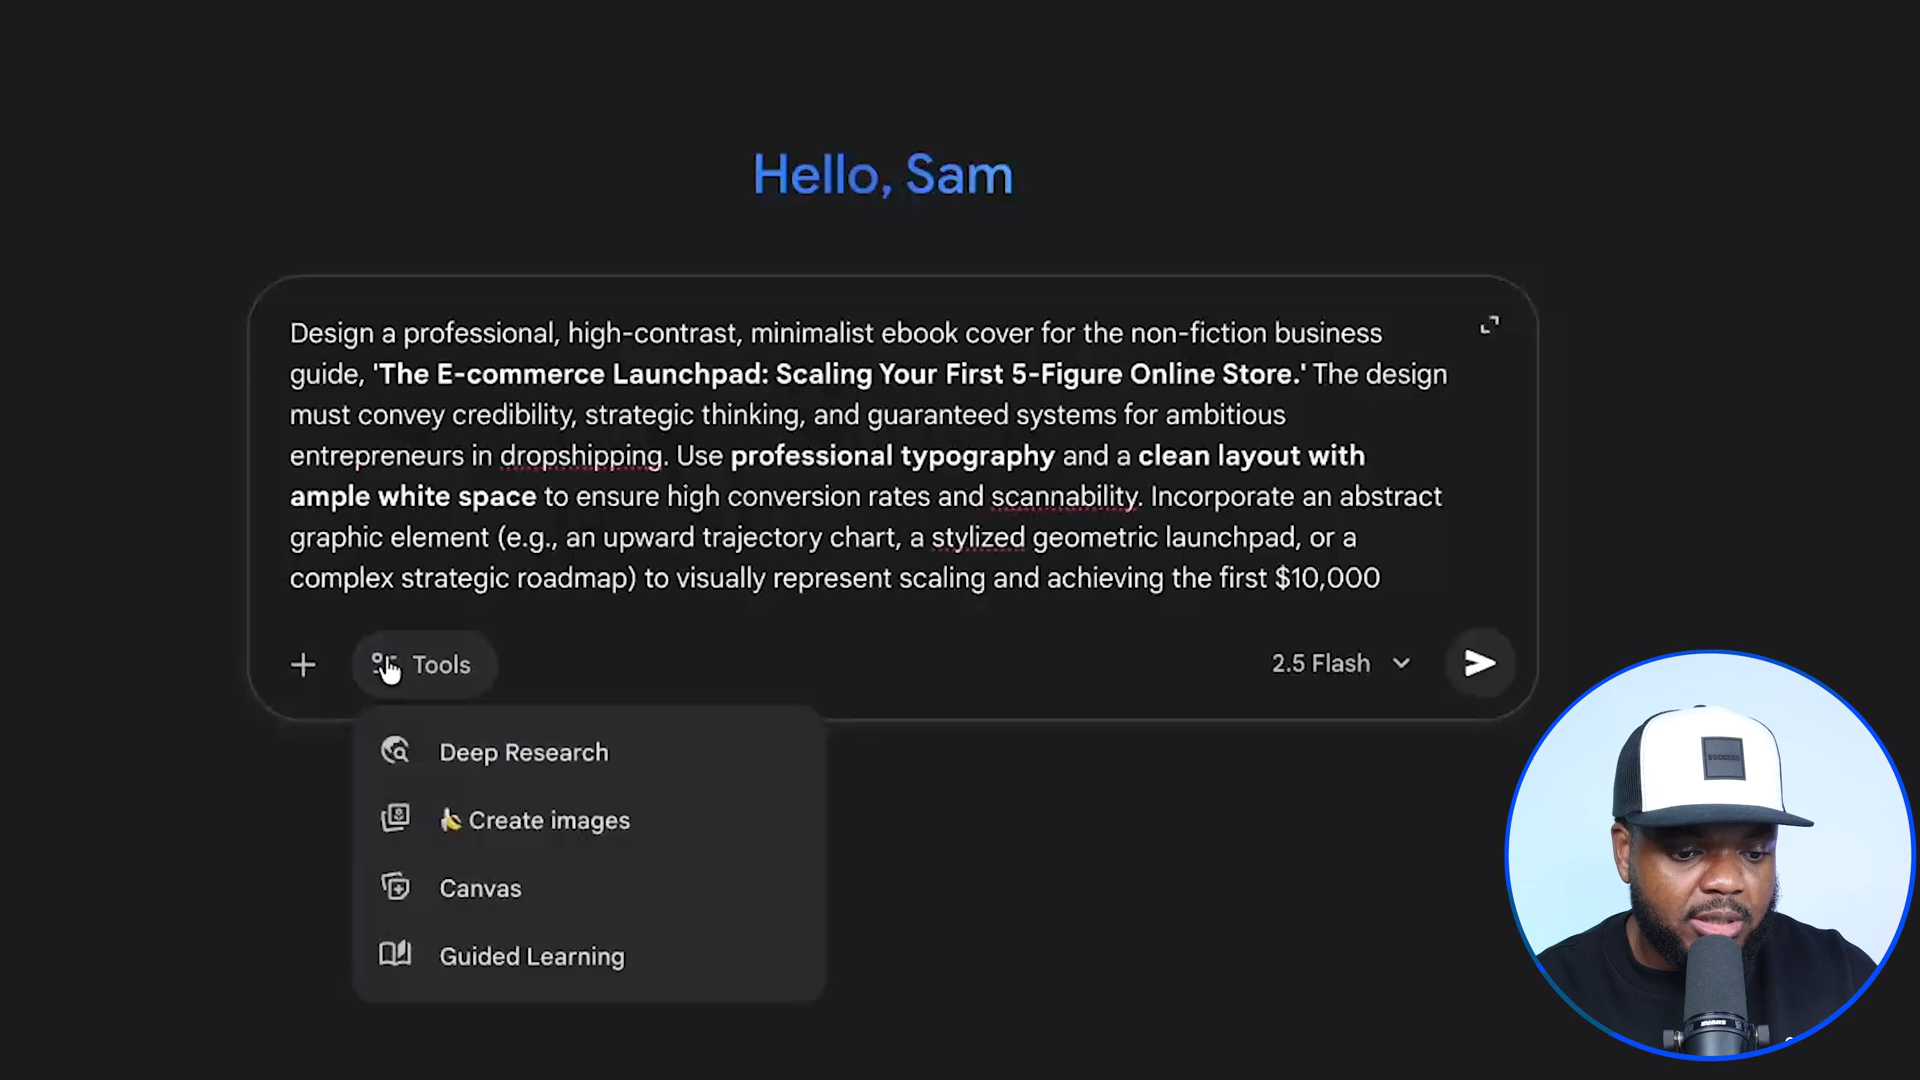 Hello, Sam
Design a professional, high-contrast, minimalist ebook cover for the non-fiction business
guide, 'The E-commerce Launchpad: Scaling Your First 5-Figure Online Store.' The design
must convey credibility, strategic thinking, and guaranteed systems for ambitious
entrepreneurs in dropshipping. Use professional typography and a clean layout with
ample white space to ensure high conversion rates and scannability. Incorporate an abstract
graphic element (e.g., an upward trajectory chart, a stylized geometric launchpad, or a
complex strategic roadmap) to visually represent scaling and achieving the first $10,000
Tools
2.5 Flash
Deep Research
🍌 Create images
Canvas
Guided Learning
SUCCESS